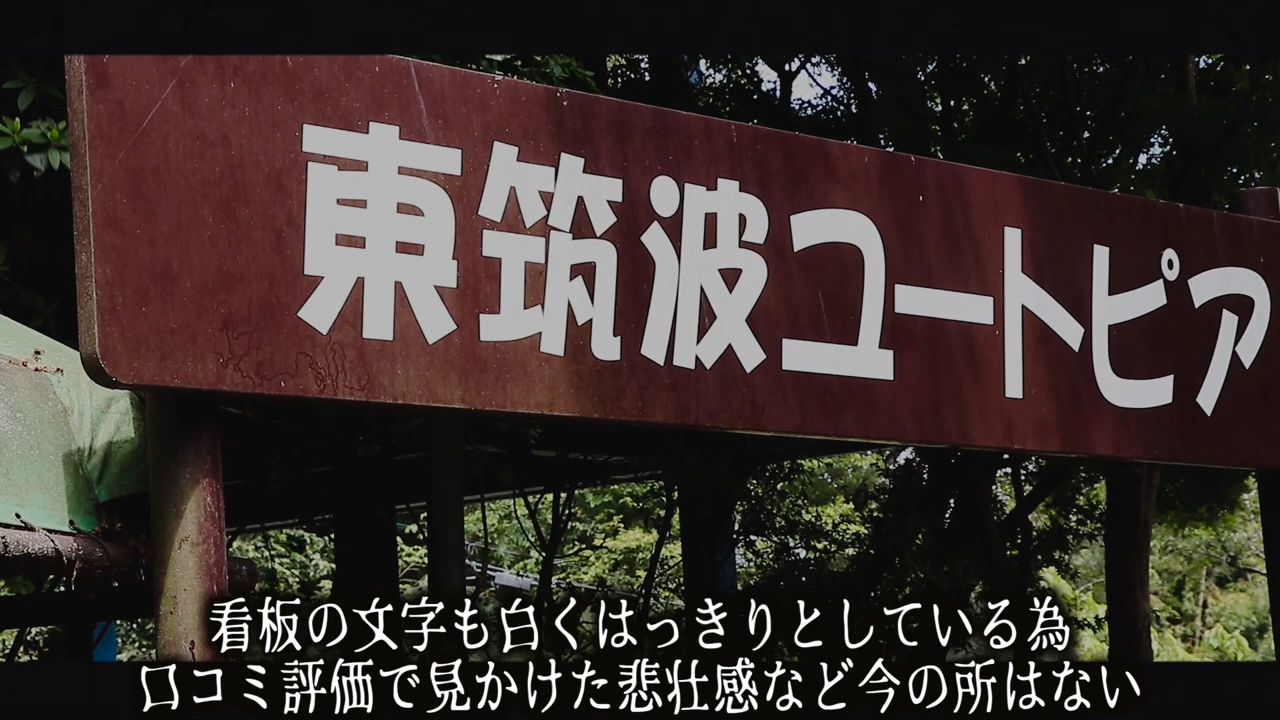 東筑波ユートピア
看板の文字も白くはっきりとしている為
口コミ評価で見かけた悲壮感など今の所はない